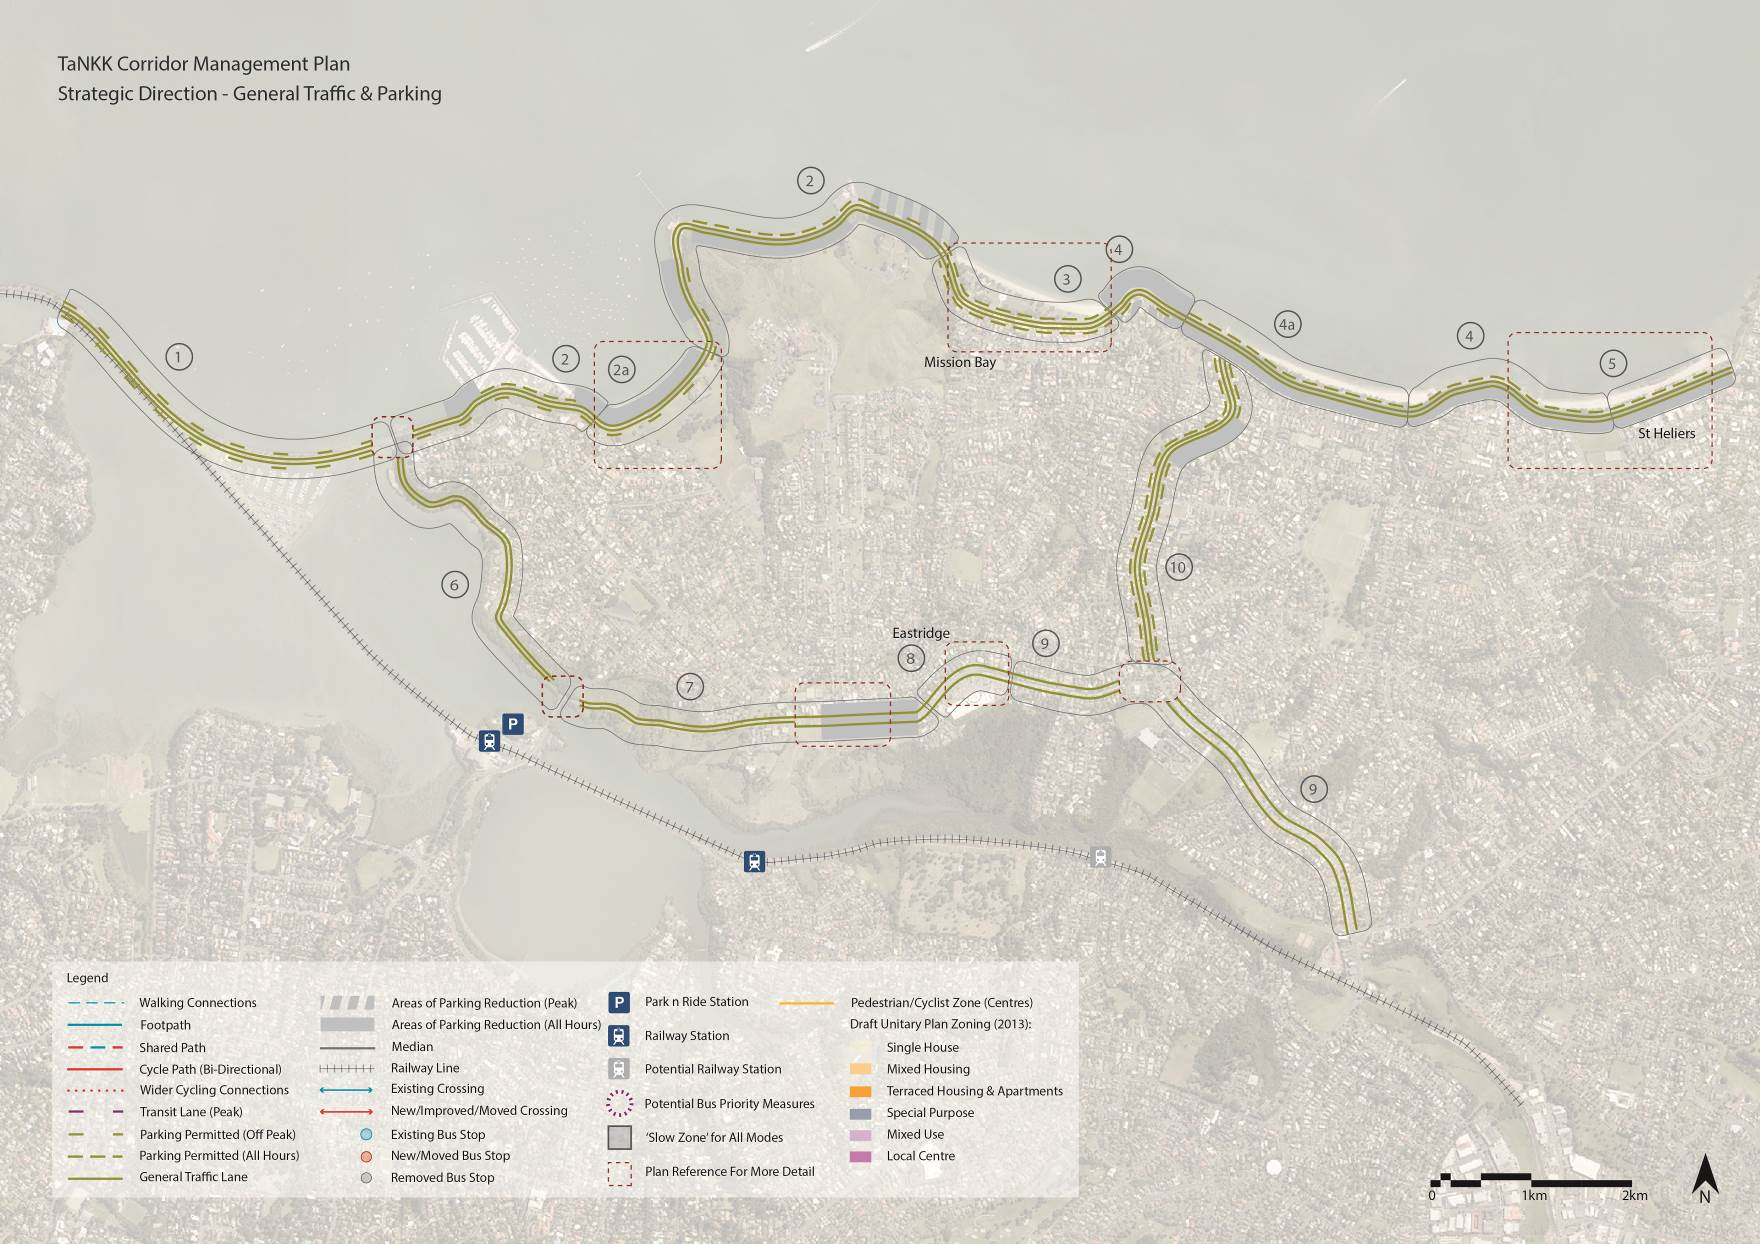 TaNKK Corridor Management Plan
Strategic Direction - General Traffic & Parking
2
4
3
4a
4
1
2
2a
5
Mission Bay
St Heliers
10
6
Eastridge
9
8
7
P
9
Legend
Walking Connections
Footpath
Shared Path
Cycle Path (Bi-Directional)
Wider Cycling Connections
Transit Lane (Peak)
Parking Permitted (Off Peak)
Parking Permitted (All Hours)
General Traffic Lane
Areas of Parking Reduction (Peak)
Areas of Parking Reduction (All Hours)
Median
Railway Line
Existing Crossing
New/Improved/Moved Crossing
Existing Bus Stop
New/Moved Bus Stop
Removed Bus Stop
P Park n Ride Station
Railway Station
Potential Railway Station
Potential Bus Priority Measures
'Slow Zone' for All Modes
Plan Reference For More Detail
Pedestrian/Cyclist Zone (Centres)
Draft Unitary Plan Zoning (2013):
Single House
Mixed Housing
Terraced Housing & Apartments
Special Purpose
Mixed Use
Local Centre
0 1km 2km
N